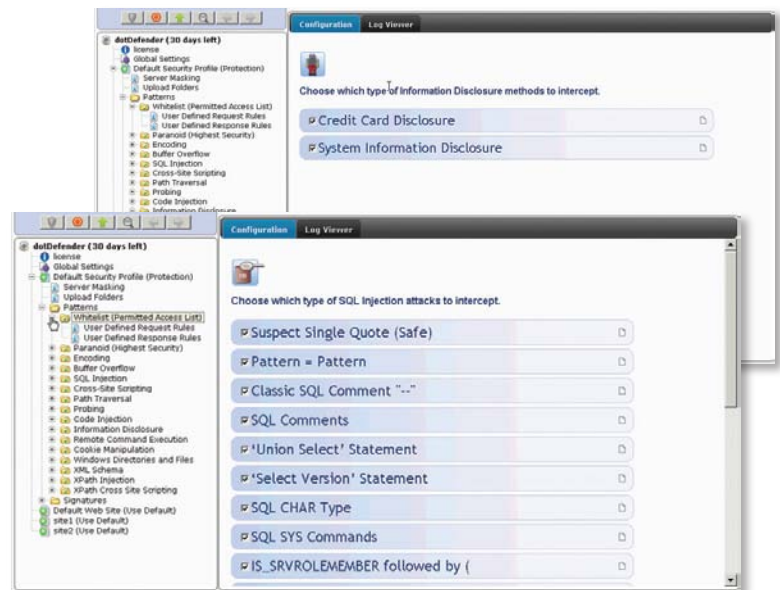 Configuration Log Viewer
dotDefender (30 days left)
license
Global Settings
Default Security Profile (Protection)
Server Masking
Upload Folders
Patterns
Whitelist (Permitted Access List)
User Defined Request Rules
User Defined Response Rules
Paranoid (Highest Security)
Encoding
Buffer Overflow
SQL Injection
Cross-Site Scripting
Path Traversal
Probing
Code Injection
Information Disclosure
Choose which type of Information Disclosure methods to intercept.
Credit Card Disclosure
System Information Disclosure
Configuration Log Viewer
dotDefender (30 days left)
license
Global Settings
Default Security Profile (Protection)
Server Masking
Upload Folders
Patterns
Whitelist (Permitted Access List)
User Defined Request Rules
User Defined Response Rules
Paranoid (Highest Security)
Encoding
Buffer Overflow
SQL Injection
Cross-Site Scripting
Path Traversal
Probing
Code Injection
Information Disclosure
Remote Command Execution
Cookie Manipulation
Windows Directories and Files
XML Schema
XPath Injection
XPath Cross Site Scripting
Signatures
Default Web Site (Use Default)
site1 (Use Default)
site2 (Use Default)
Choose which type of SQL Injection attacks to intercept.
Suspect Single Quote (Safe)
Pattern = Pattern
Classic SQL Comment "--"
SQL Comments
'Union Select' Statement
'Select Version' Statement
SQL CHAR Type
SQL SYS Commands
IS_SRVROLEMEMBER followed by (